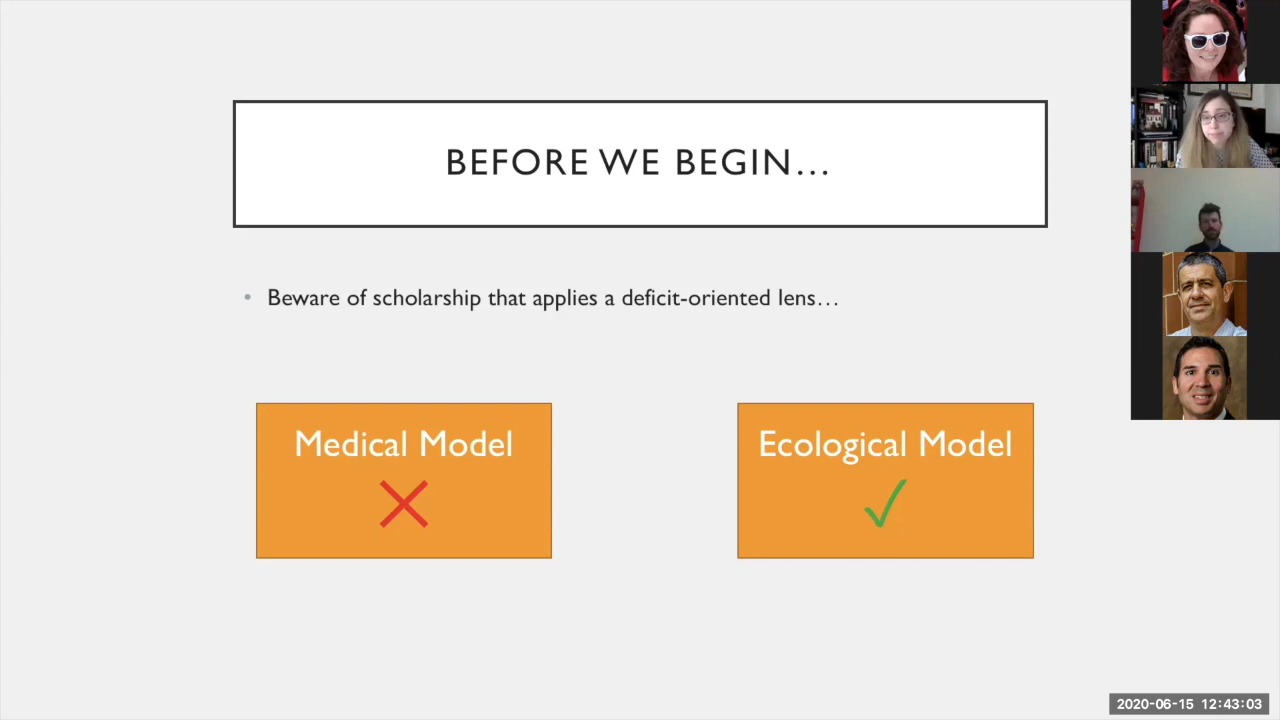 BEFORE WE BEGIN…
• Beware of scholarship that applies a deficit-oriented lens…
Medical Model
Ecological Model
2020-06-15 12:43:03